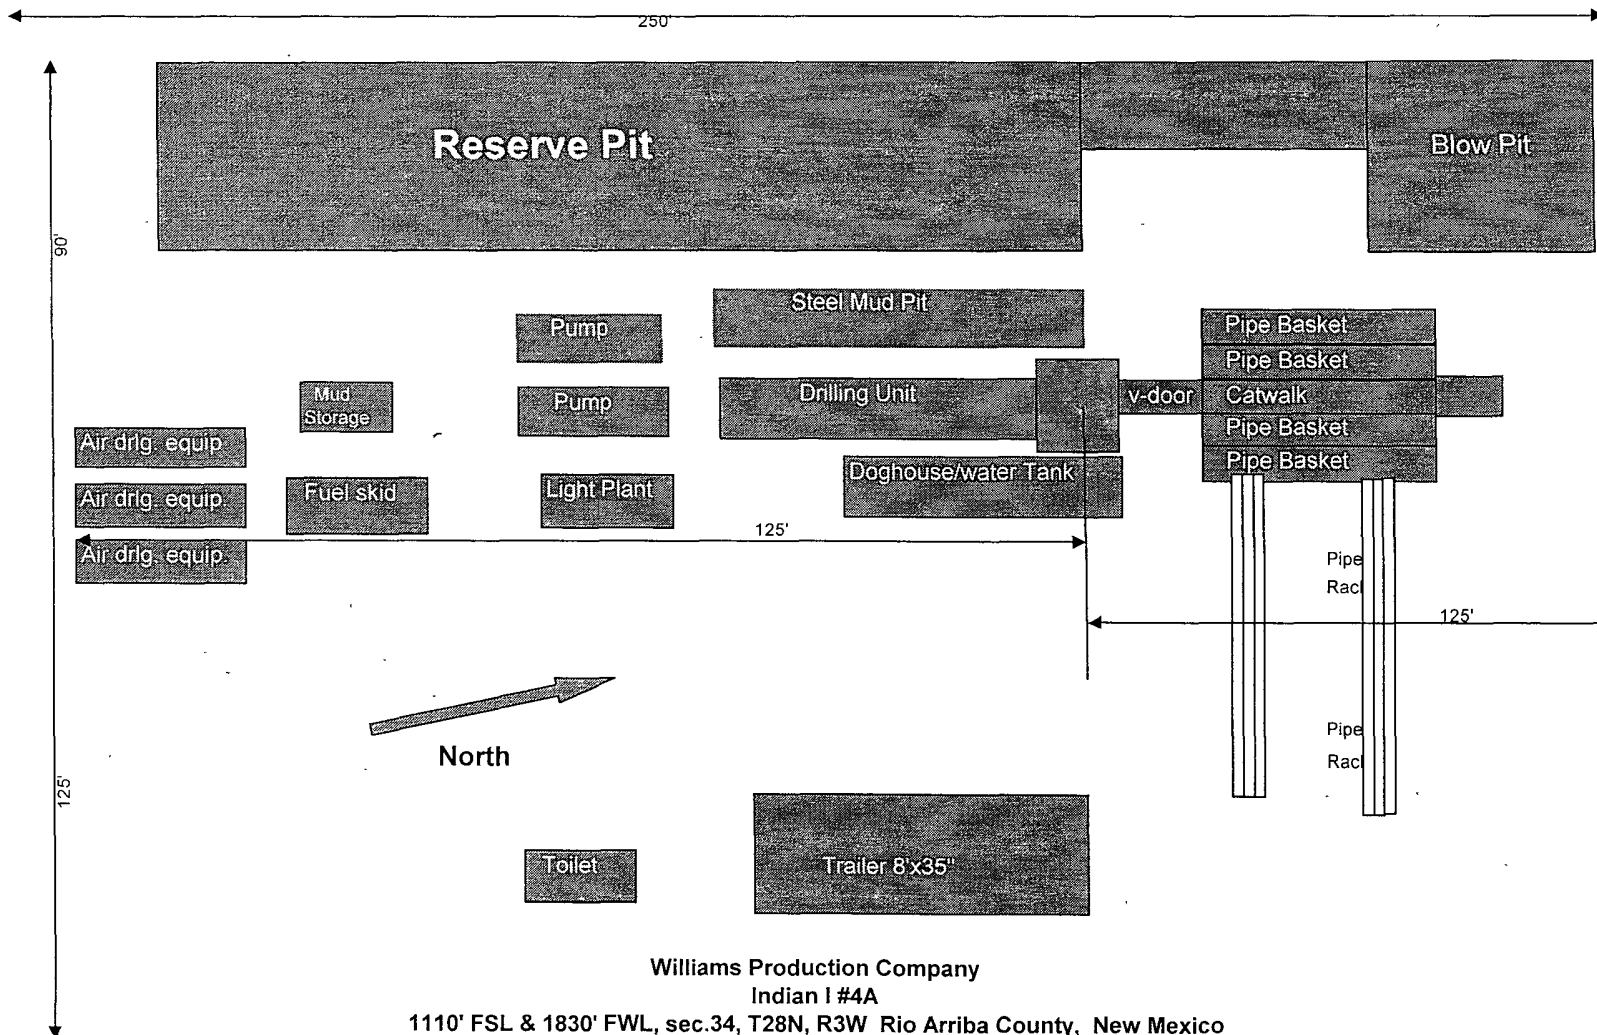 250'
Reserve Pit
Blow Pit
90'
Steel Mud Pit
Pump
Pipe Basket
Pipe Basket
Mud
Storage
Pump
Drilling Unit
v-door
Catwalk
Pipe Basket
Air drlg. equip.
Pipe Basket
Doghouse/water Tank
Air drlg. equip.
Fuel skid
Light Plant
125'
Air drlg. equip.
Pipe
Racl
125'
North
Pipe
Racl
125'
Toilet
Trailer 8'x35"
Williams Production Company
Indian I #4A
1110' FSL & 1830' FWL, sec.34, T28N, R3W Rio Arriba County, New Mexico